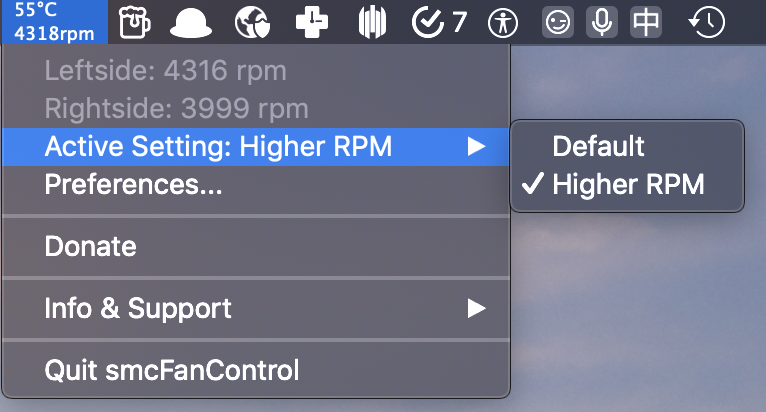 55°C
4318rpm
7
中
Leftside: 4316 rpm
Rightside: 3999 rpm
Active Setting: Higher RPM
Default
Higher RPM
Preferences...
Donate
Info & Support
Quit smcFanControl